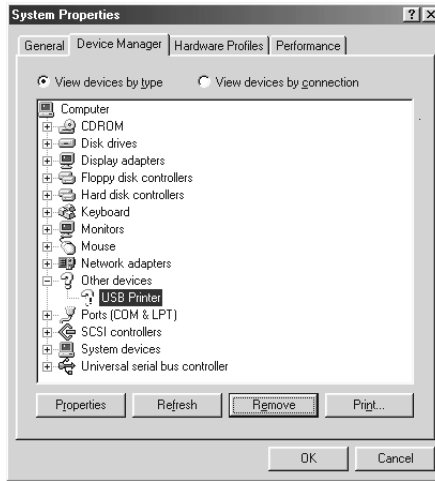 System Properties
General Device Manager Hardware Profiles Performance
View devices by type View devices by connection
Computer
CDROM
Disk drives
Display adapters
Floppy disk controllers
Hard disk controllers
Keyboard
Monitors
Mouse
Network adapters
Other devices
USB Printer
Ports (COM & LPT)
SCSI controllers
System devices
Universal serial bus controller
Properties Refresh Remove Print...
OK Cancel